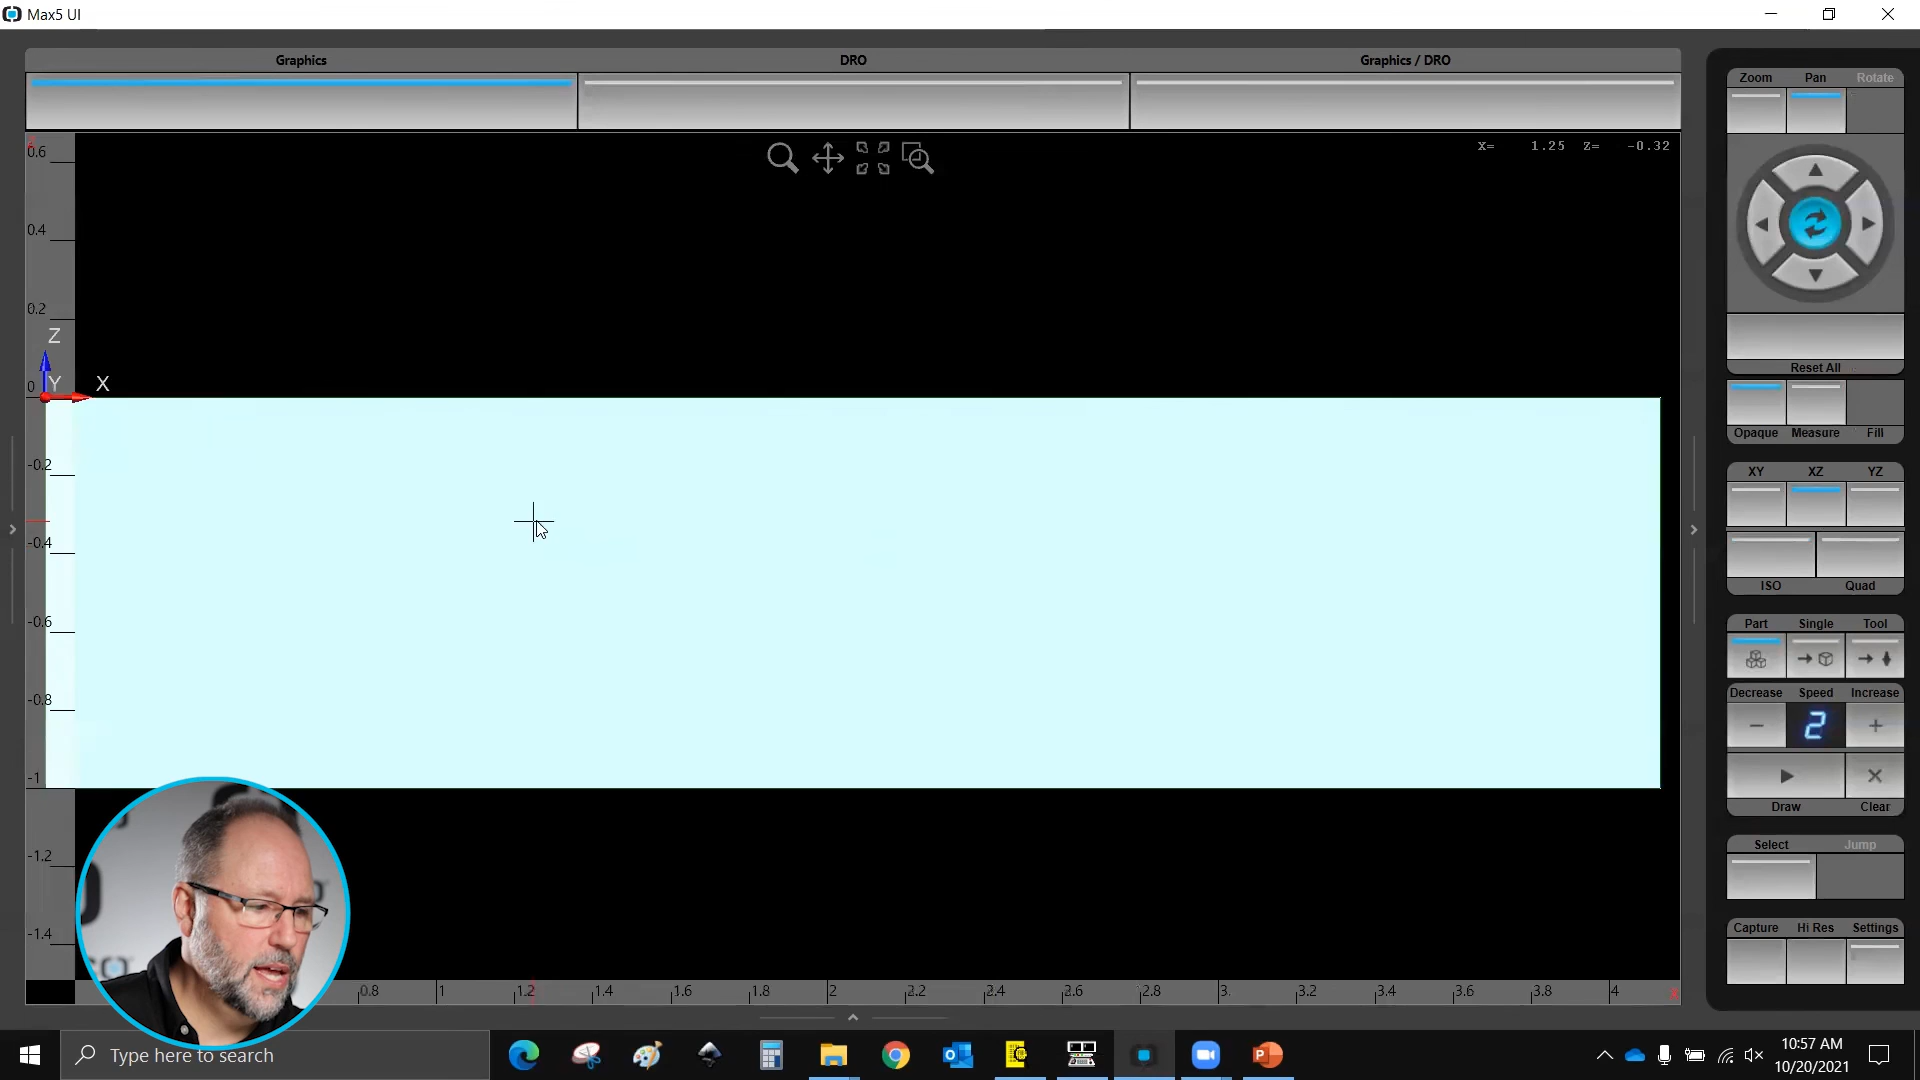 Max5 UI
Graphics DRO Graphics / DRO
Zoom Pan Rotate
X= 1.25 Z= -0.32
0.6
0.4
0.2
Z
Y X
0
-0.2
-0.4
-0.6
-0.8
-1
-1.2
-1.4
0.8 1 1.2 1.4 1.6 1.8 2 2.2 2.4 2.6 2.8 3 3.2 3.4 3.6 3.8 4
Reset All
Opaque Measure Fill
XY XZ YZ
ISO Quad
Part Single Tool
Decrease Speed Increase
2
Draw Clear
Select Jump
Capture Hi Res Settings
Type here to search
10:57 AM
10/20/2021